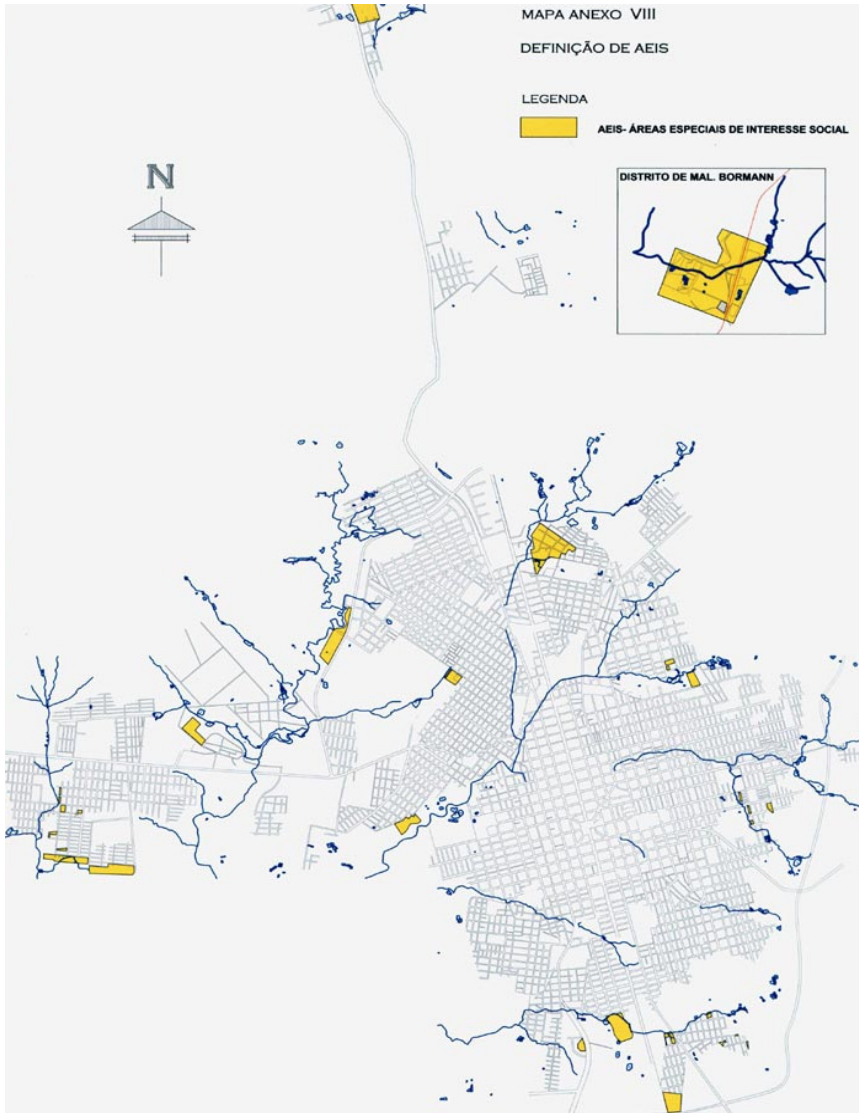 MAPA ANEXO VIII
DEFINIÇÃO DE AEIS
LEGENDA
AEIS- ÁREAS ESPECIAIS DE INTERESSE SOCIAL
DISTRITO DE MAL. BORMANN
N